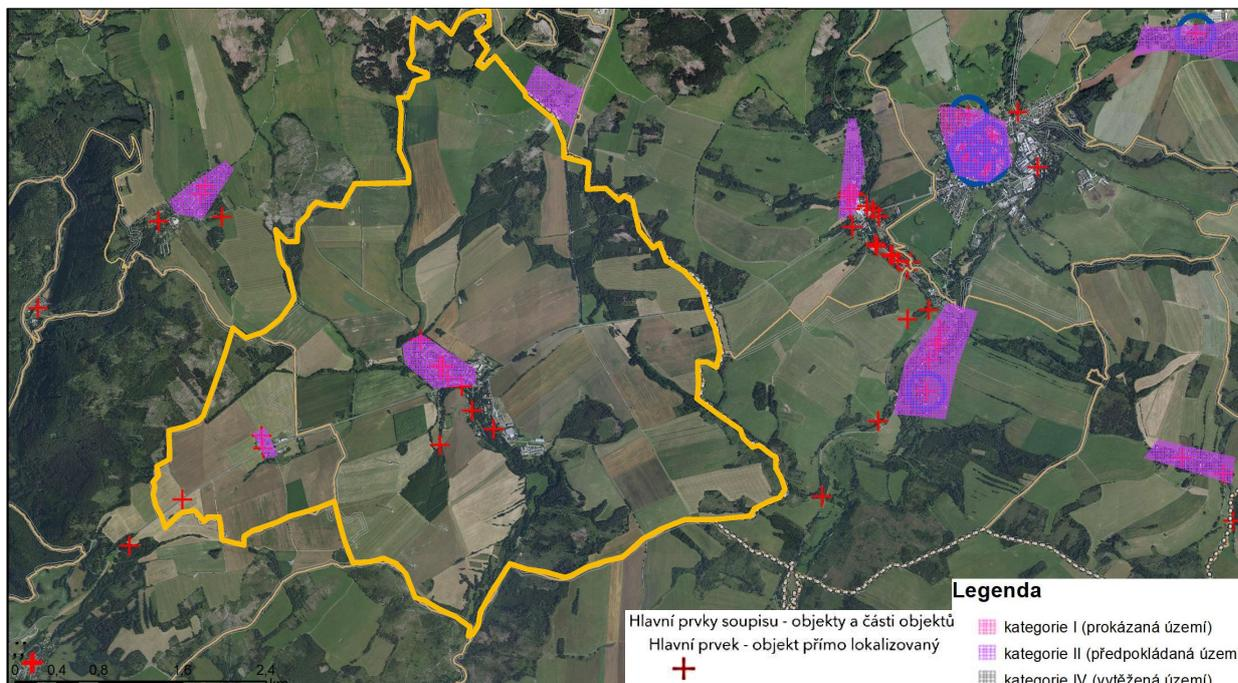 Legenda
Hlavní prvky soupisu - objekty a části objektů
Hlavní prvek - objekt přímo lokalizovaný
kategorie I (prokázaná území)
kategorie II (předpokládaná územ
kategorie IV (vytěžená území)
0 0,4 0,8 1,6 2,4